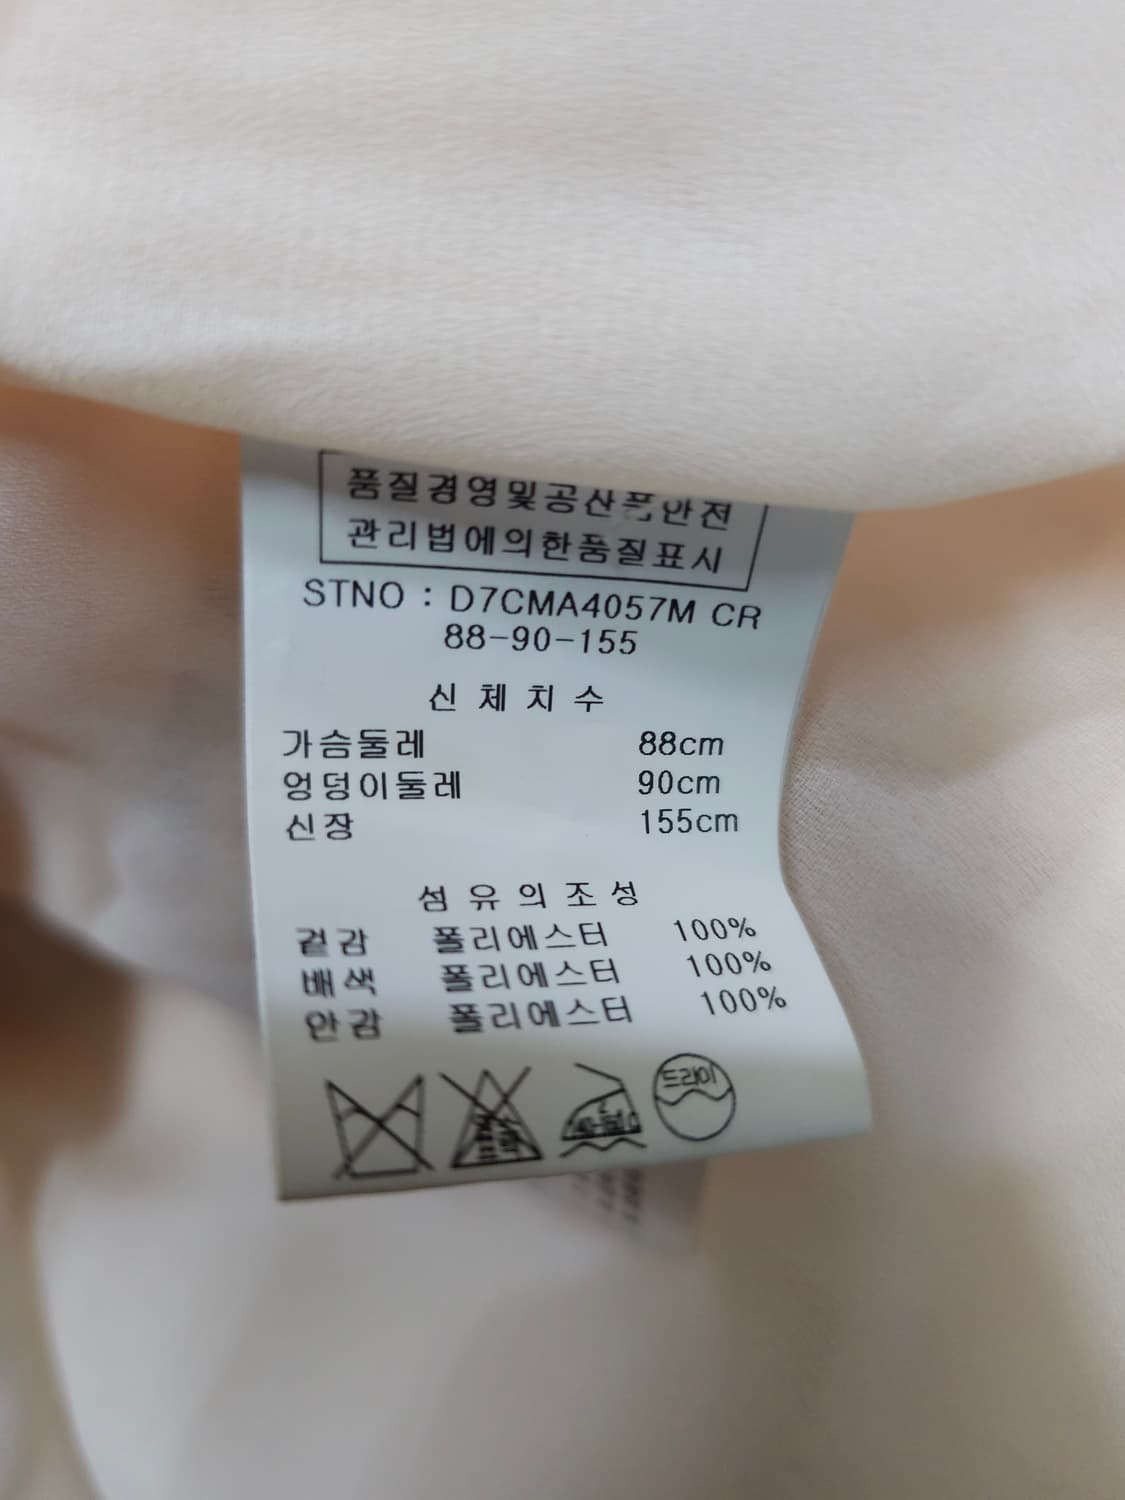 품질경영및공산품안전
관리법에의한품질표시
STNO : D7CMA4057M CR
88-90-155
신 체 치 수
가슴둘레 88cm
엉덩이둘레 90cm
신장 155cm
섬 유 의 조 성
겉감 폴리에스터 100%
배색 폴리에스터 100%
안감 폴리에스터 100%
드라이